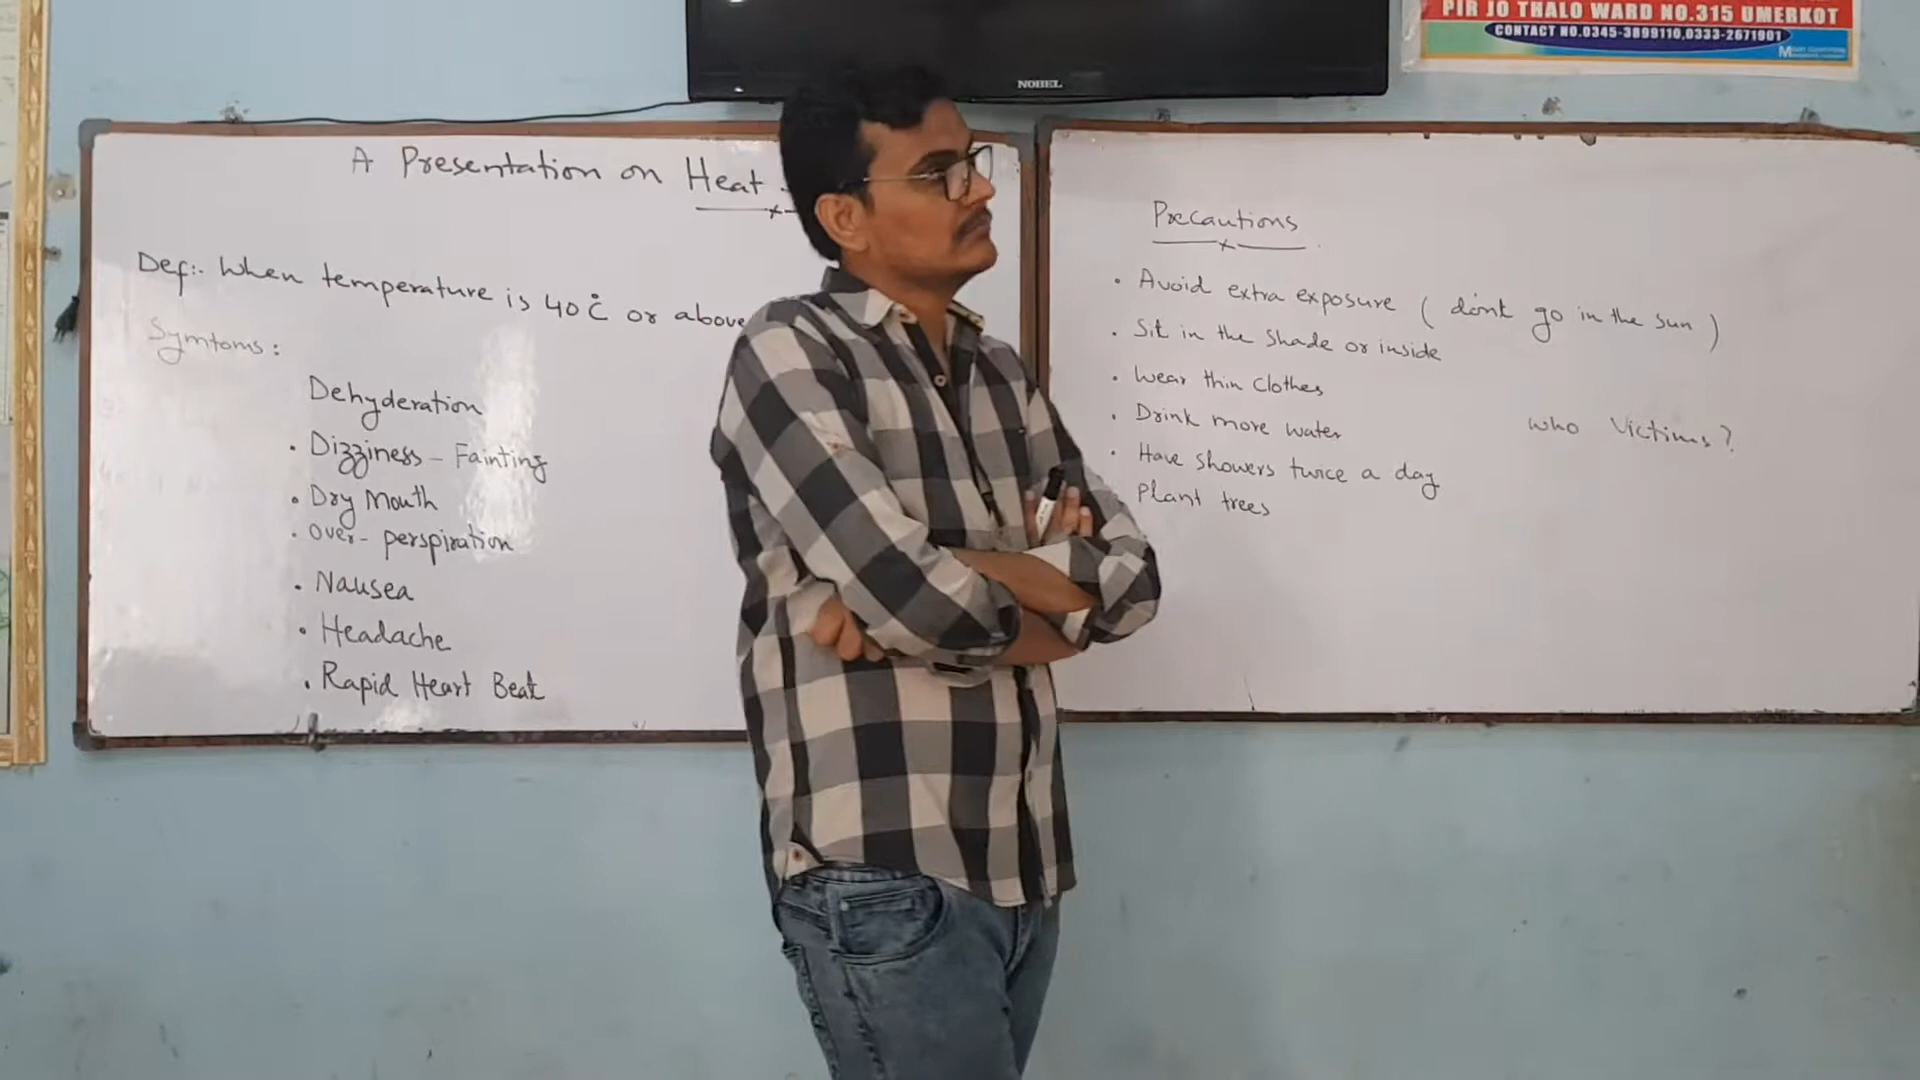 PIR JO THALO WARD NO.315 UMERKOT
CONTACT NO.0345-3899110,0333-2671901
NOBEL
A Presentation on Heat
Def:- When temperature is 40°C or above
Symtoms:
Dehyderation
• Dizziness - Fainting
• Dry Mouth
• over-perspiration
• Nausea
• Headache
• Rapid Heart Beat
Precautions
• Avoid extra exposure ( don't go in the sun )
• Sit in the shade or inside
• Wear thin clothes
• Drink more water
• Have showers twice a day
Plant trees
who victims?